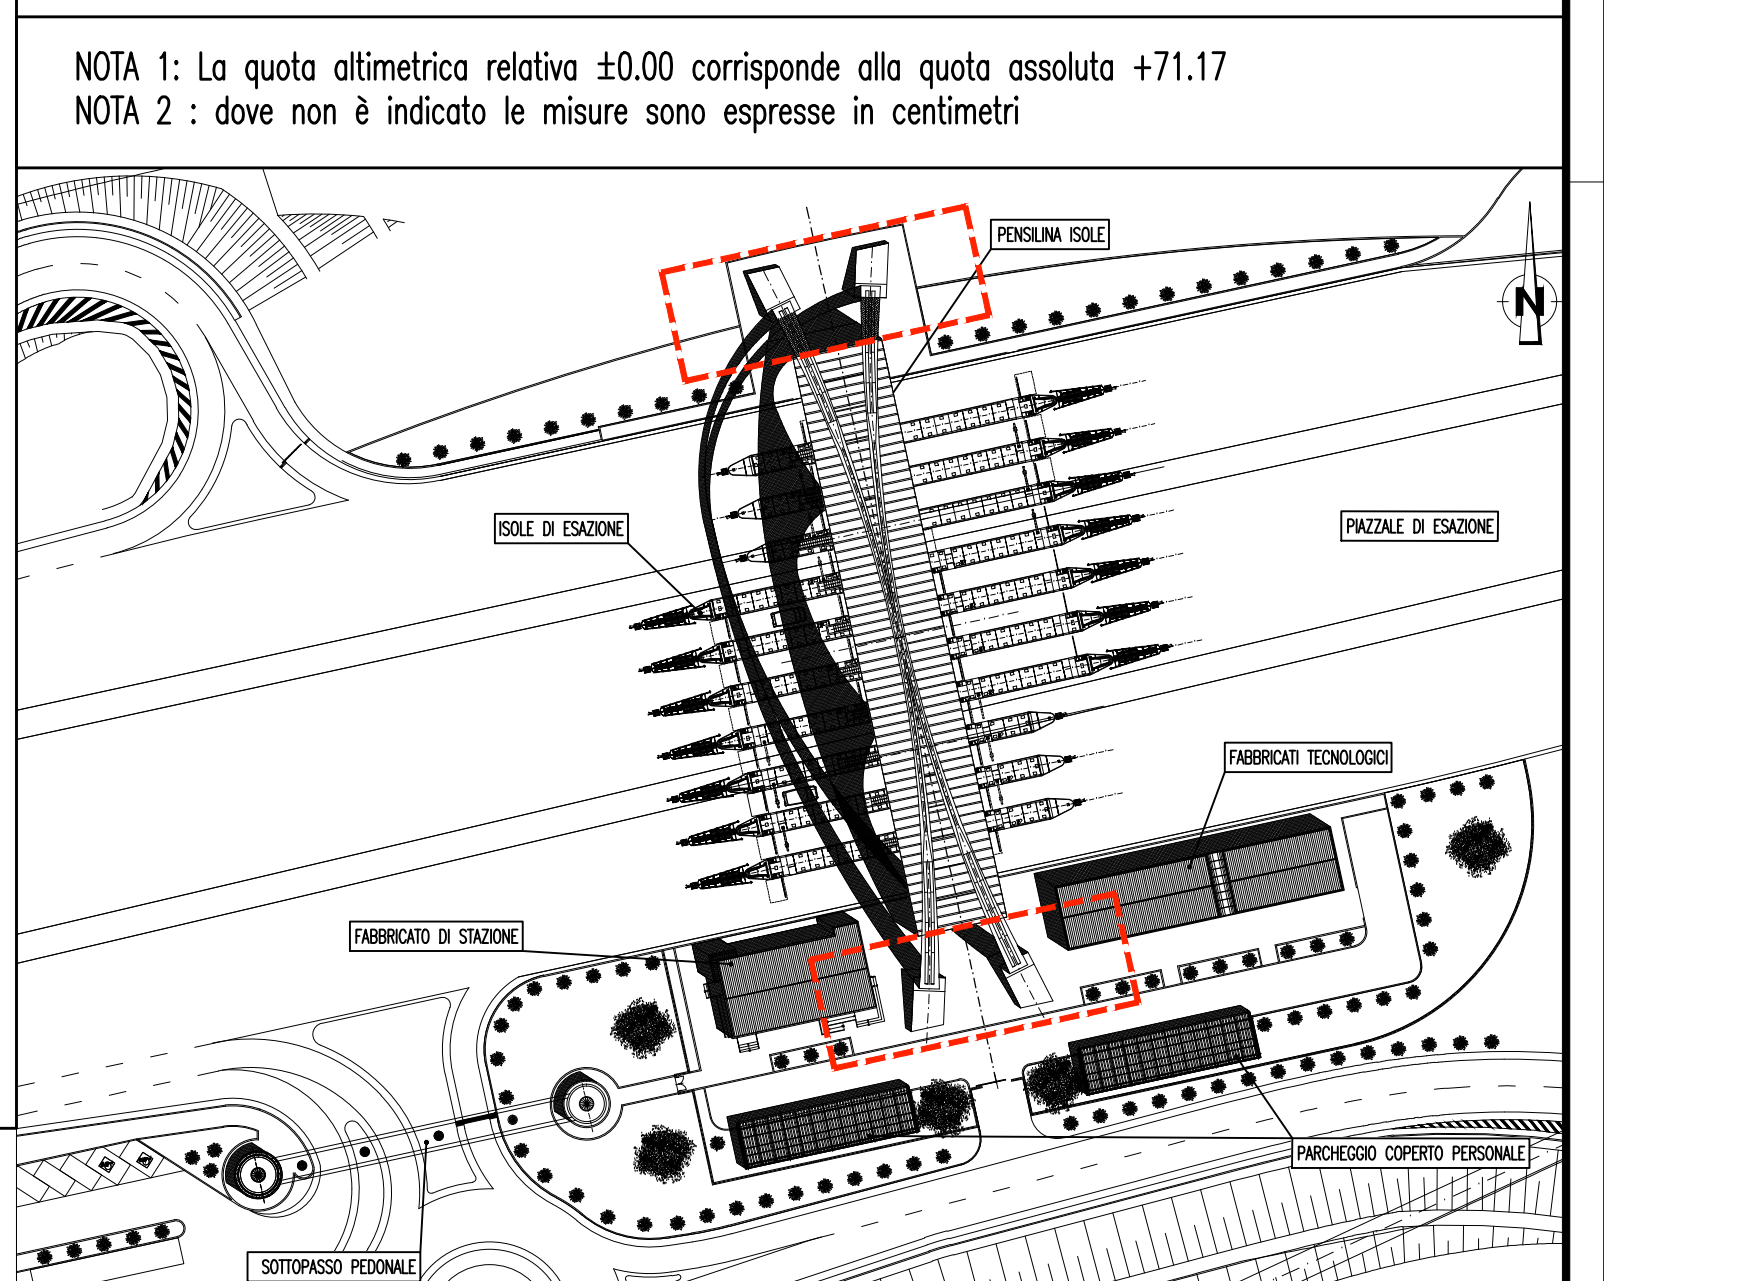 NOTA 1: La quota altimetrica relativa ±0.00 corrisponde alla quota assoluta +71.17
NOTA 2 : dove non è indicato le misure sono espresse in centimetri
PENSILINA ISOLE
N
ISOLE DI ESAZIONE
PIAZZALE DI ESAZIONE
FABBRICATI TECNOLOGICI
FABBRICATO DI STAZIONE
PARCHEGGIO COPERTO PERSONALE
SOTTOPASSO PEDONALE